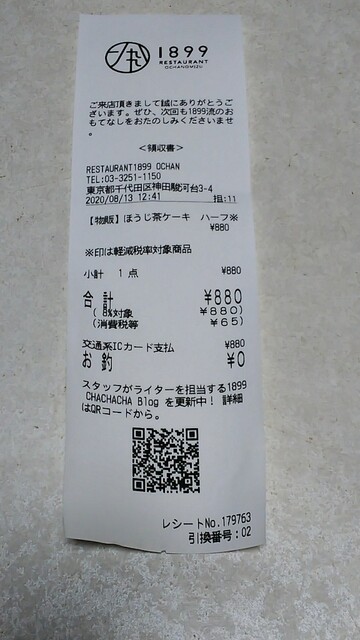 1899
RESTAURANT
OCHANOMIZU
ご来店頂きまして誠にありがとうご
ざいます。ぜひ、次回も1899流のお
もてなしをおたのしみくださいませ
。
<領収書>
RESTAURANT1899 OCHAN
TEL:03-3251-1150
東京都千代田区神田駿河台3-4
2020/08/13 12:41 担:11
【物販】ほうじ茶ケーキ ハーフ※
¥880
※印は軽減税率対象商品
小計 1 点 ¥880
合計 ¥880
( 8%対象 ¥880)
(消費税等 ¥65)
交通系ICカード支払 ¥880
お釣 ¥0
スタッフがライターを担当する1899
CHACHACHA Blog を更新中! 詳細
はQRコードから。
レシートNo.179763
引換番号:02